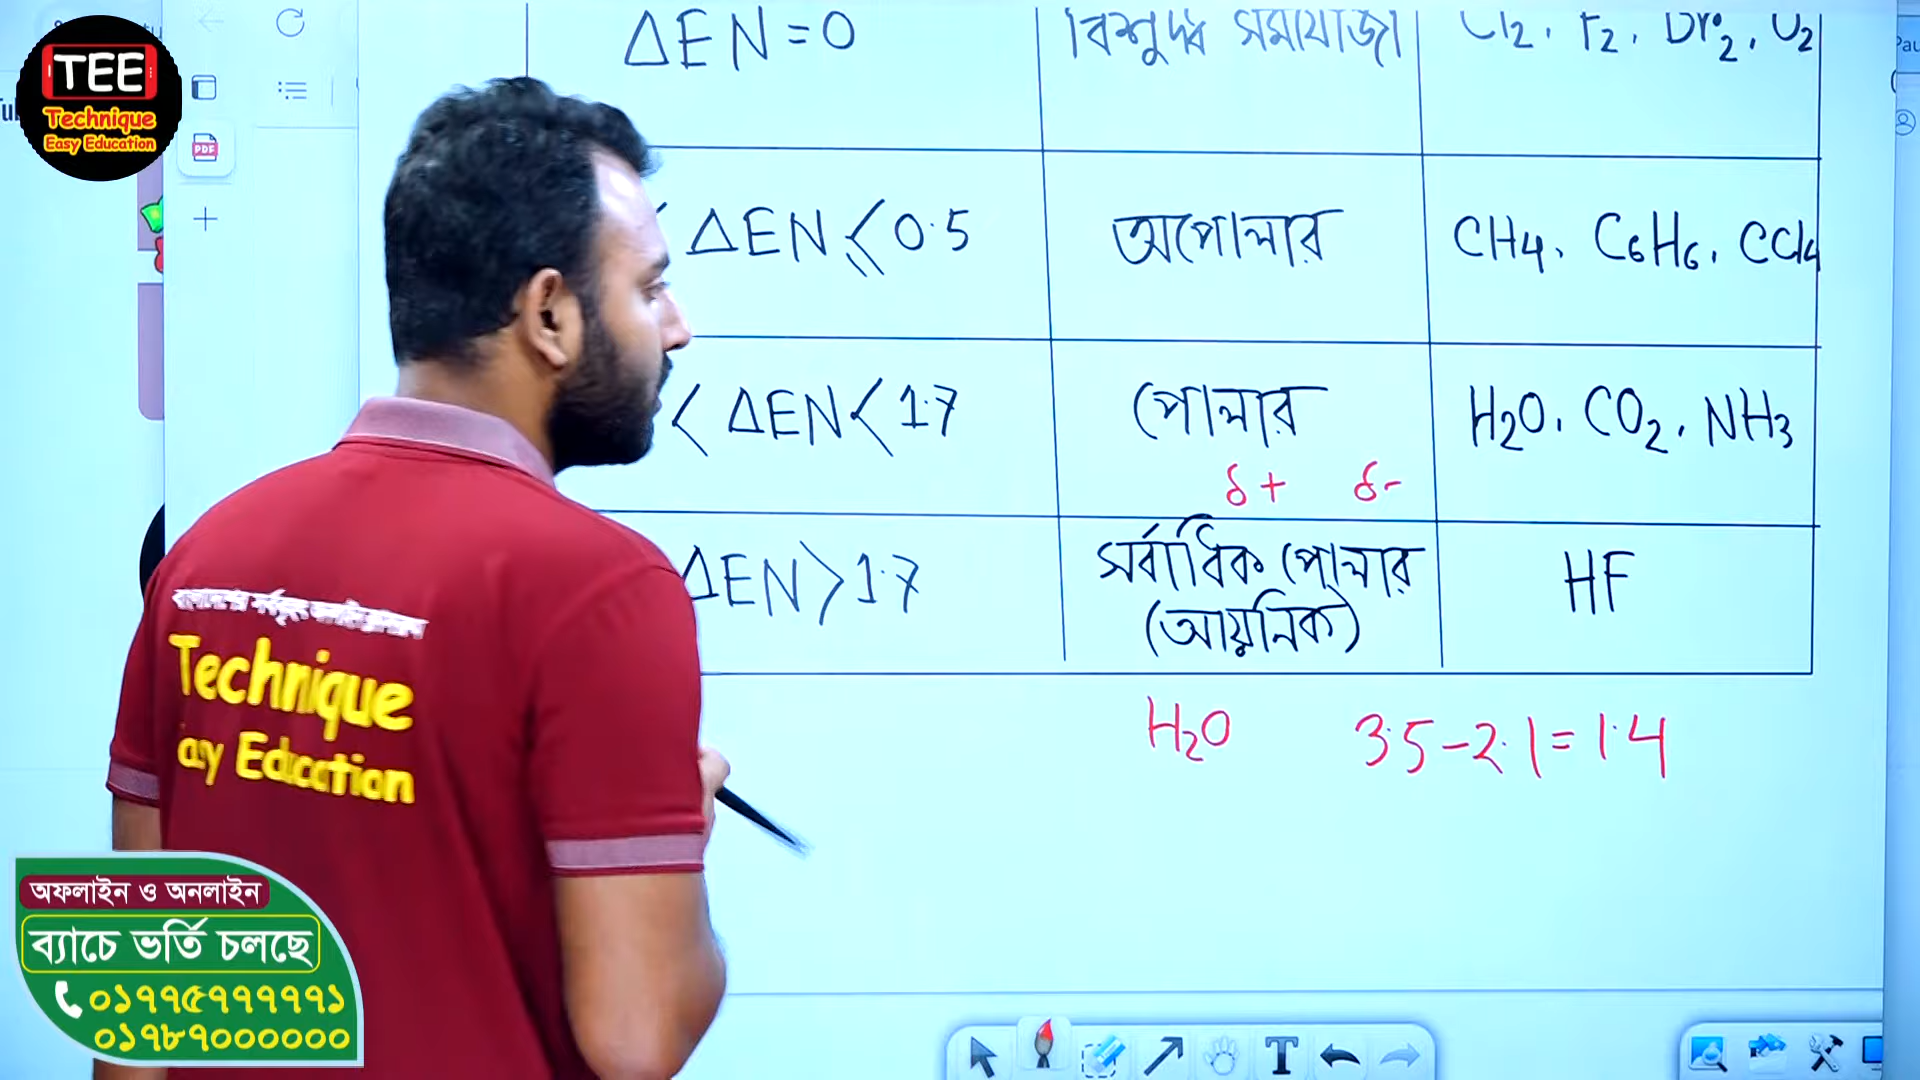 TEE
Technique
Easy Education
PDF
ΔEN = 0
বিশুদ্ধ সমযোজী
Cl₂, F₂, Br₂, O₂
ΔEN ⩽ 0.5
অপোলার
CH₄, C₆H₆, CCl₄
< ΔEN < 1.7
পোলার
H₂O, CO₂, NH₃
δ+ δ-
ΔEN > 1.7
সর্বাধিক পোলার
(আয়নিক)
HF
H₂O 3.5 - 2.1 = 1.4
Technique
asy Education
অফলাইন ও অনলাইন
ব্যাচে ভর্তি চলছে
০১৭৭৫৭৭৭৭৭১
০১৭৮৭০০০০০০
T